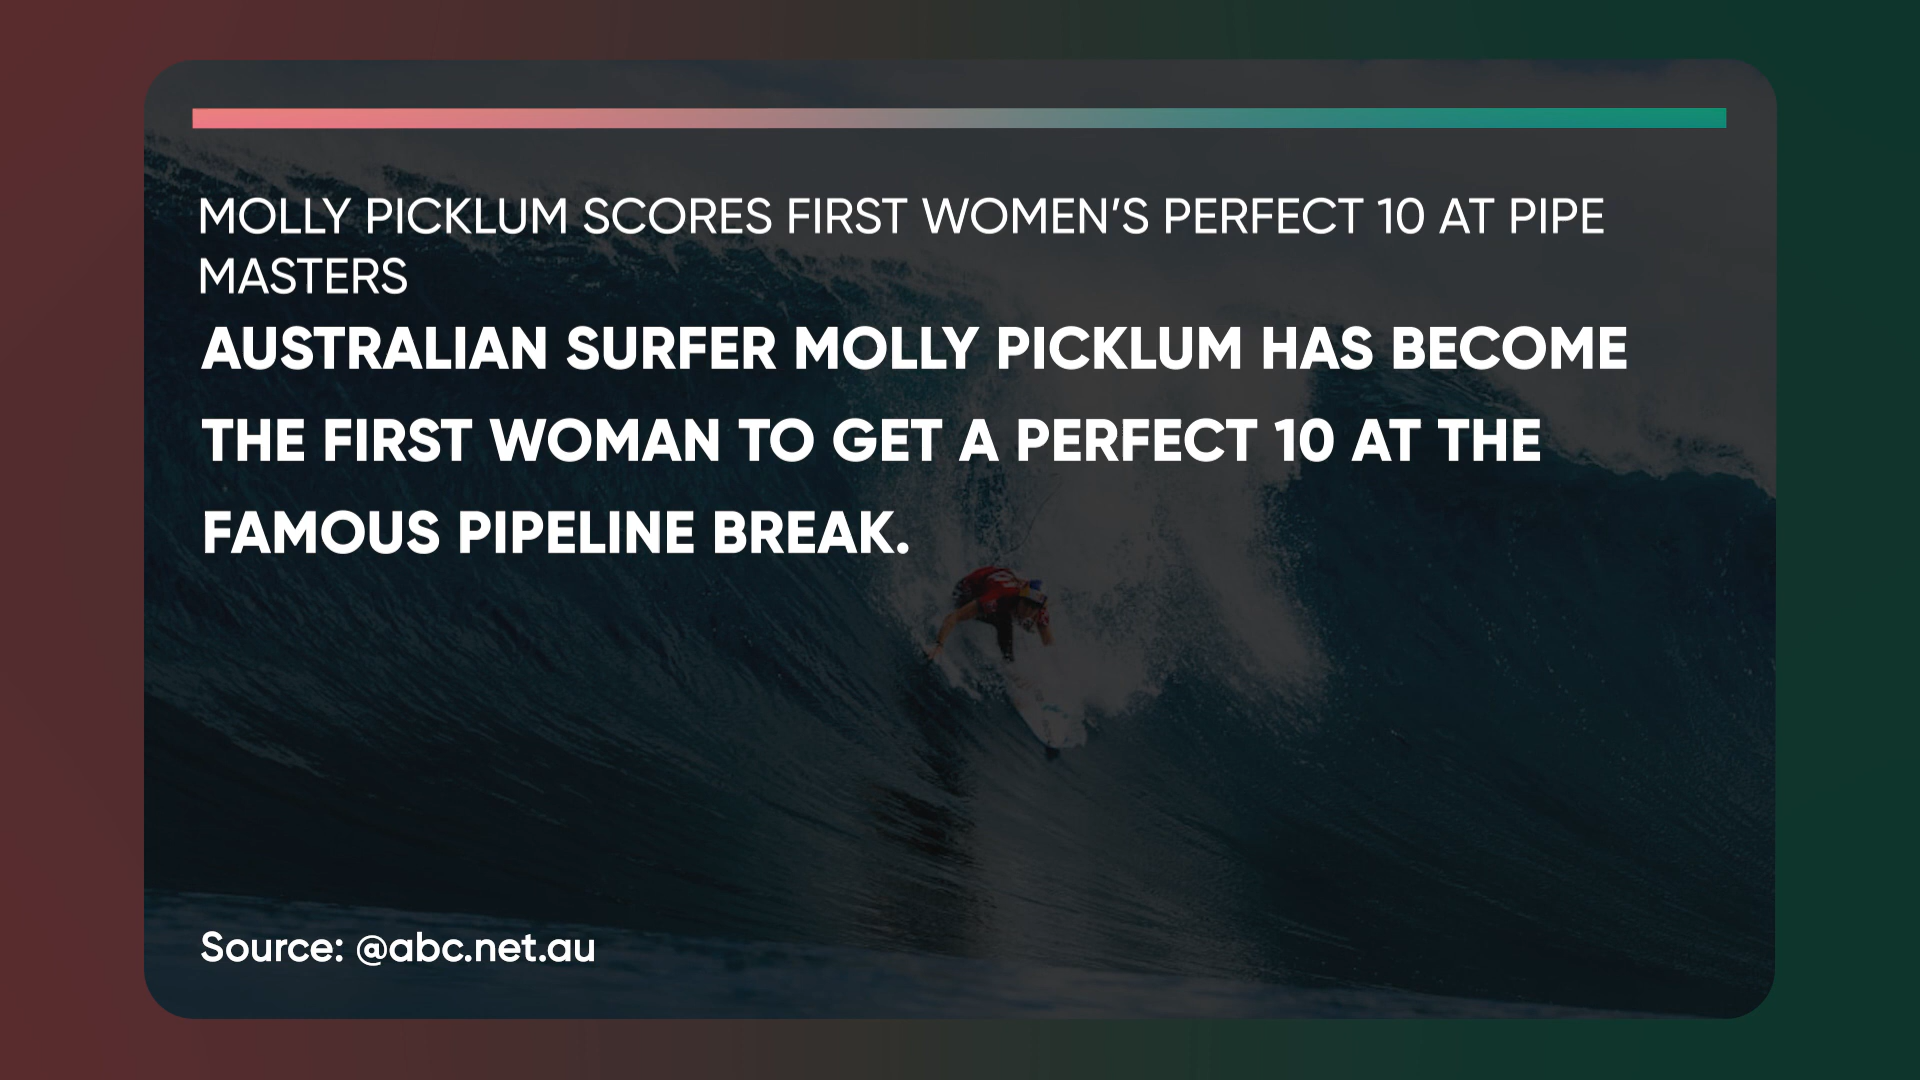 MOLLY PICKLUM SCORES FIRST WOMEN’S PERFECT 10 AT PIPE
MASTERS
AUSTRALIAN SURFER MOLLY PICKLUM HAS BECOME
THE FIRST WOMAN TO GET A PERFECT 10 AT THE
FAMOUS PIPELINE BREAK.
Source: @abc.net.au